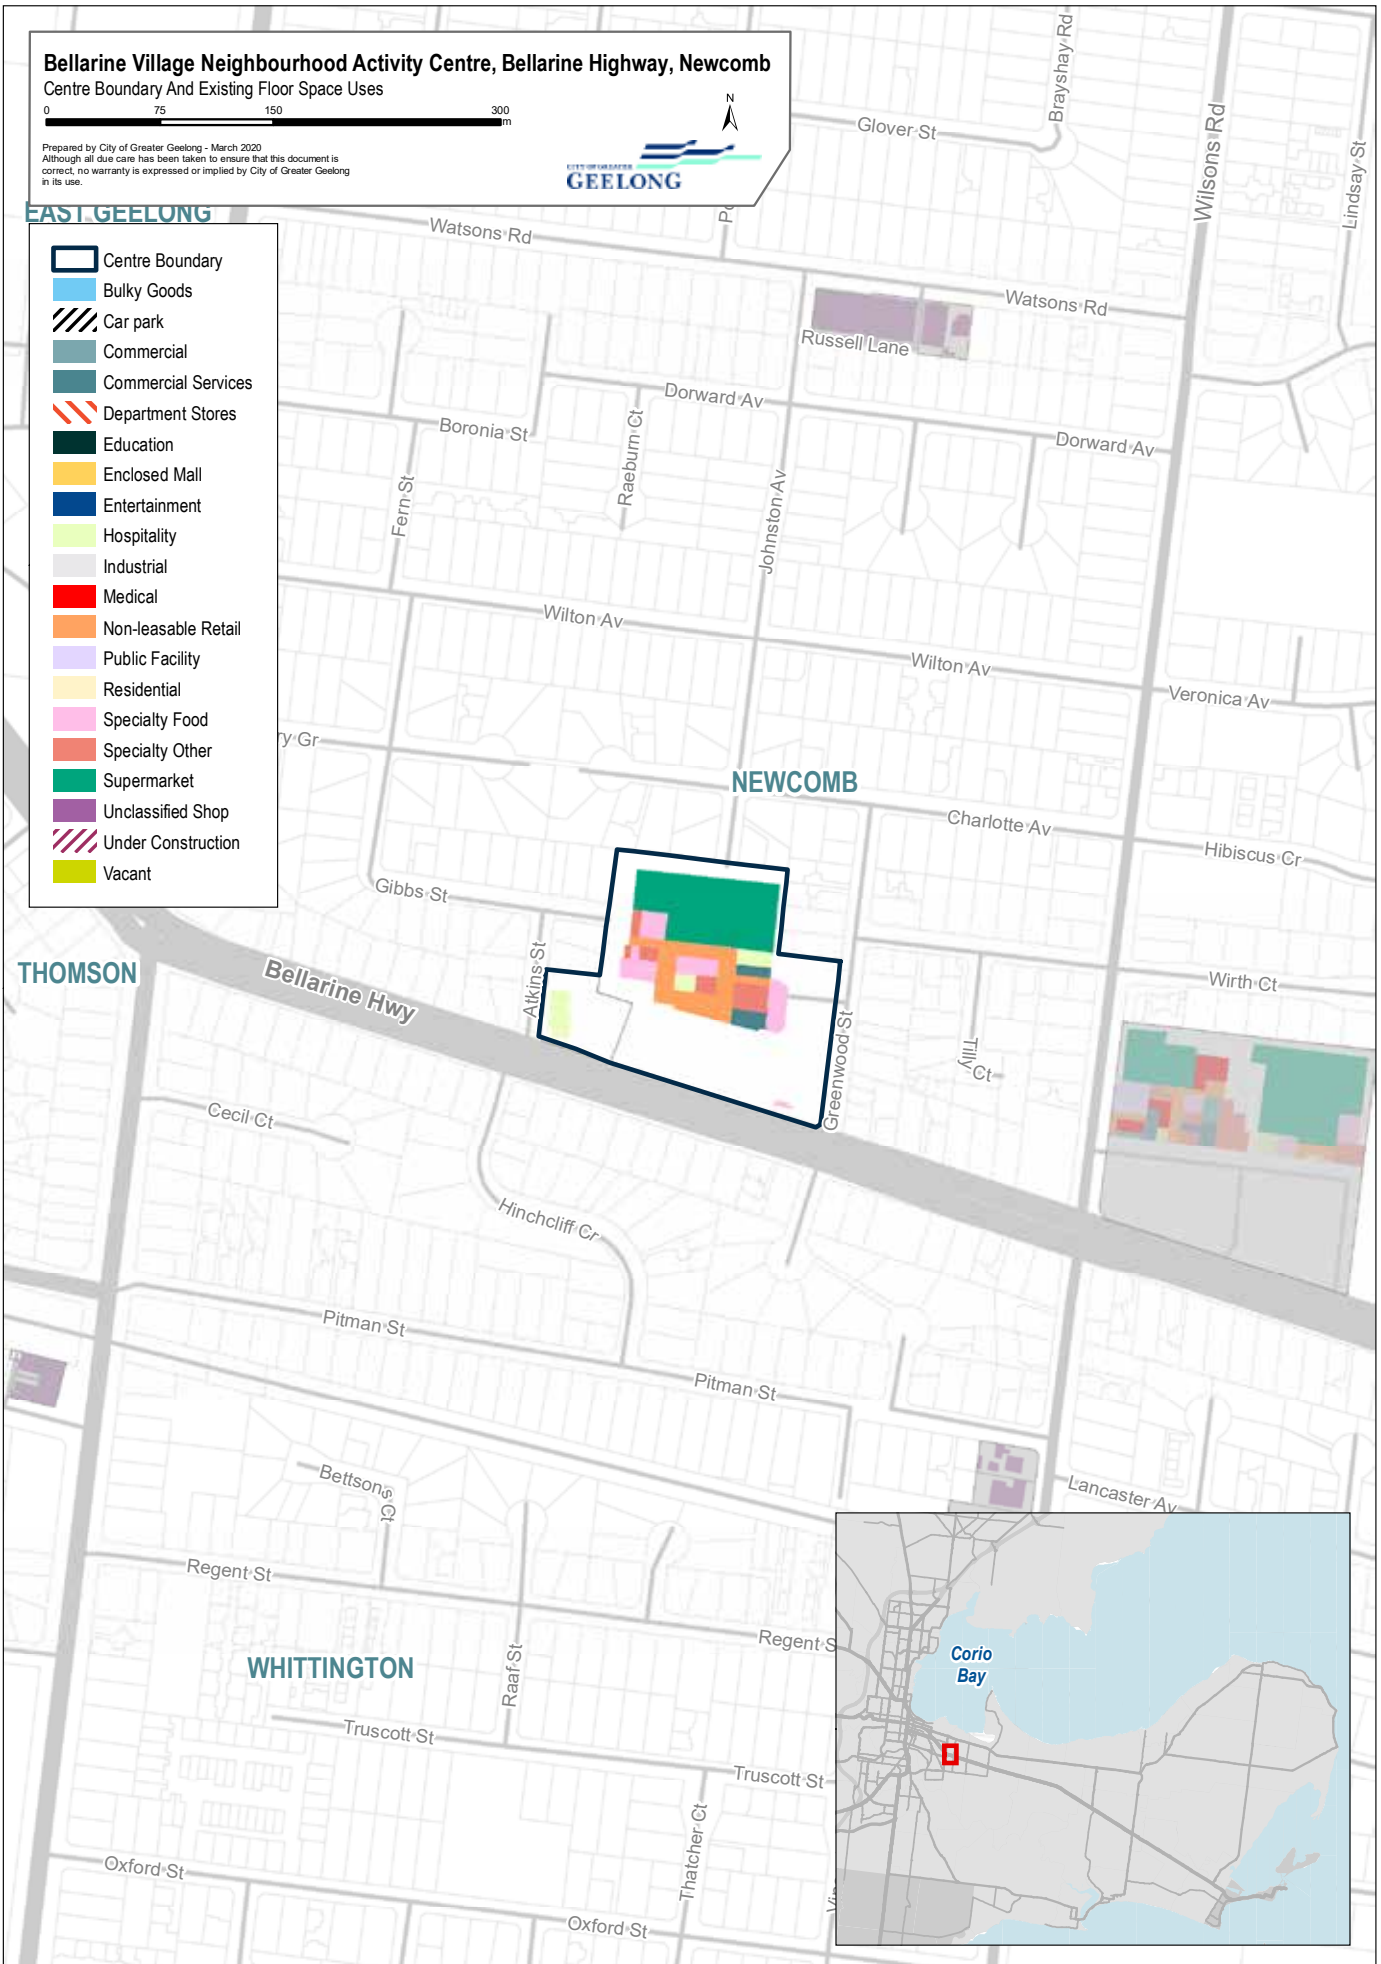 Bellarine Village Neighbourhood Activity Centre, Bellarine Highway, Newcomb
Centre Boundary And Existing Floor Space Uses
0 75 150 300
m
N
Prepared by City of Greater Geelong - March 2020
Although all due care has been taken to ensure that this document is
correct, no warranty is expressed or implied by City of Greater Geelong
in its use.
CITY OF GREATER
GEELONG
EAST GEELONG
Centre Boundary
Bulky Goods
Car park
Commercial
Commercial Services
Department Stores
Education
Enclosed Mall
Entertainment
Hospitality
Industrial
Medical
Non-leasable Retail
Public Facility
Residential
Specialty Food
Specialty Other
Supermarket
Unclassified Shop
Under Construction
Vacant
Brayshay Rd
Glover St
Wilsons Rd
Lindsay St
Watsons Rd
Watsons Rd
Russell Lane
Dorward Av
Dorward Av
Boronia St
Raeburn Ct
Fern St
Johnston Av
Wilton Av
Wilton Av
Veronica Av
ry Gr
NEWCOMB
Charlotte Av
Hibiscus Cr
Gibbs St
Atkins St
THOMSON
Bellarine Hwy
Wirth Ct
Greenwood St
Tilly Ct
Cecil Ct
Hinchcliff Cr
Pitman St
Pitman St
Bettsons Ct
Lancaster Av
Regent St
Regent S
WHITTINGTON
Raaf St
Truscott St
Truscott St
Thatcher Ct
Oxford St
Oxford St
Corio
Bay